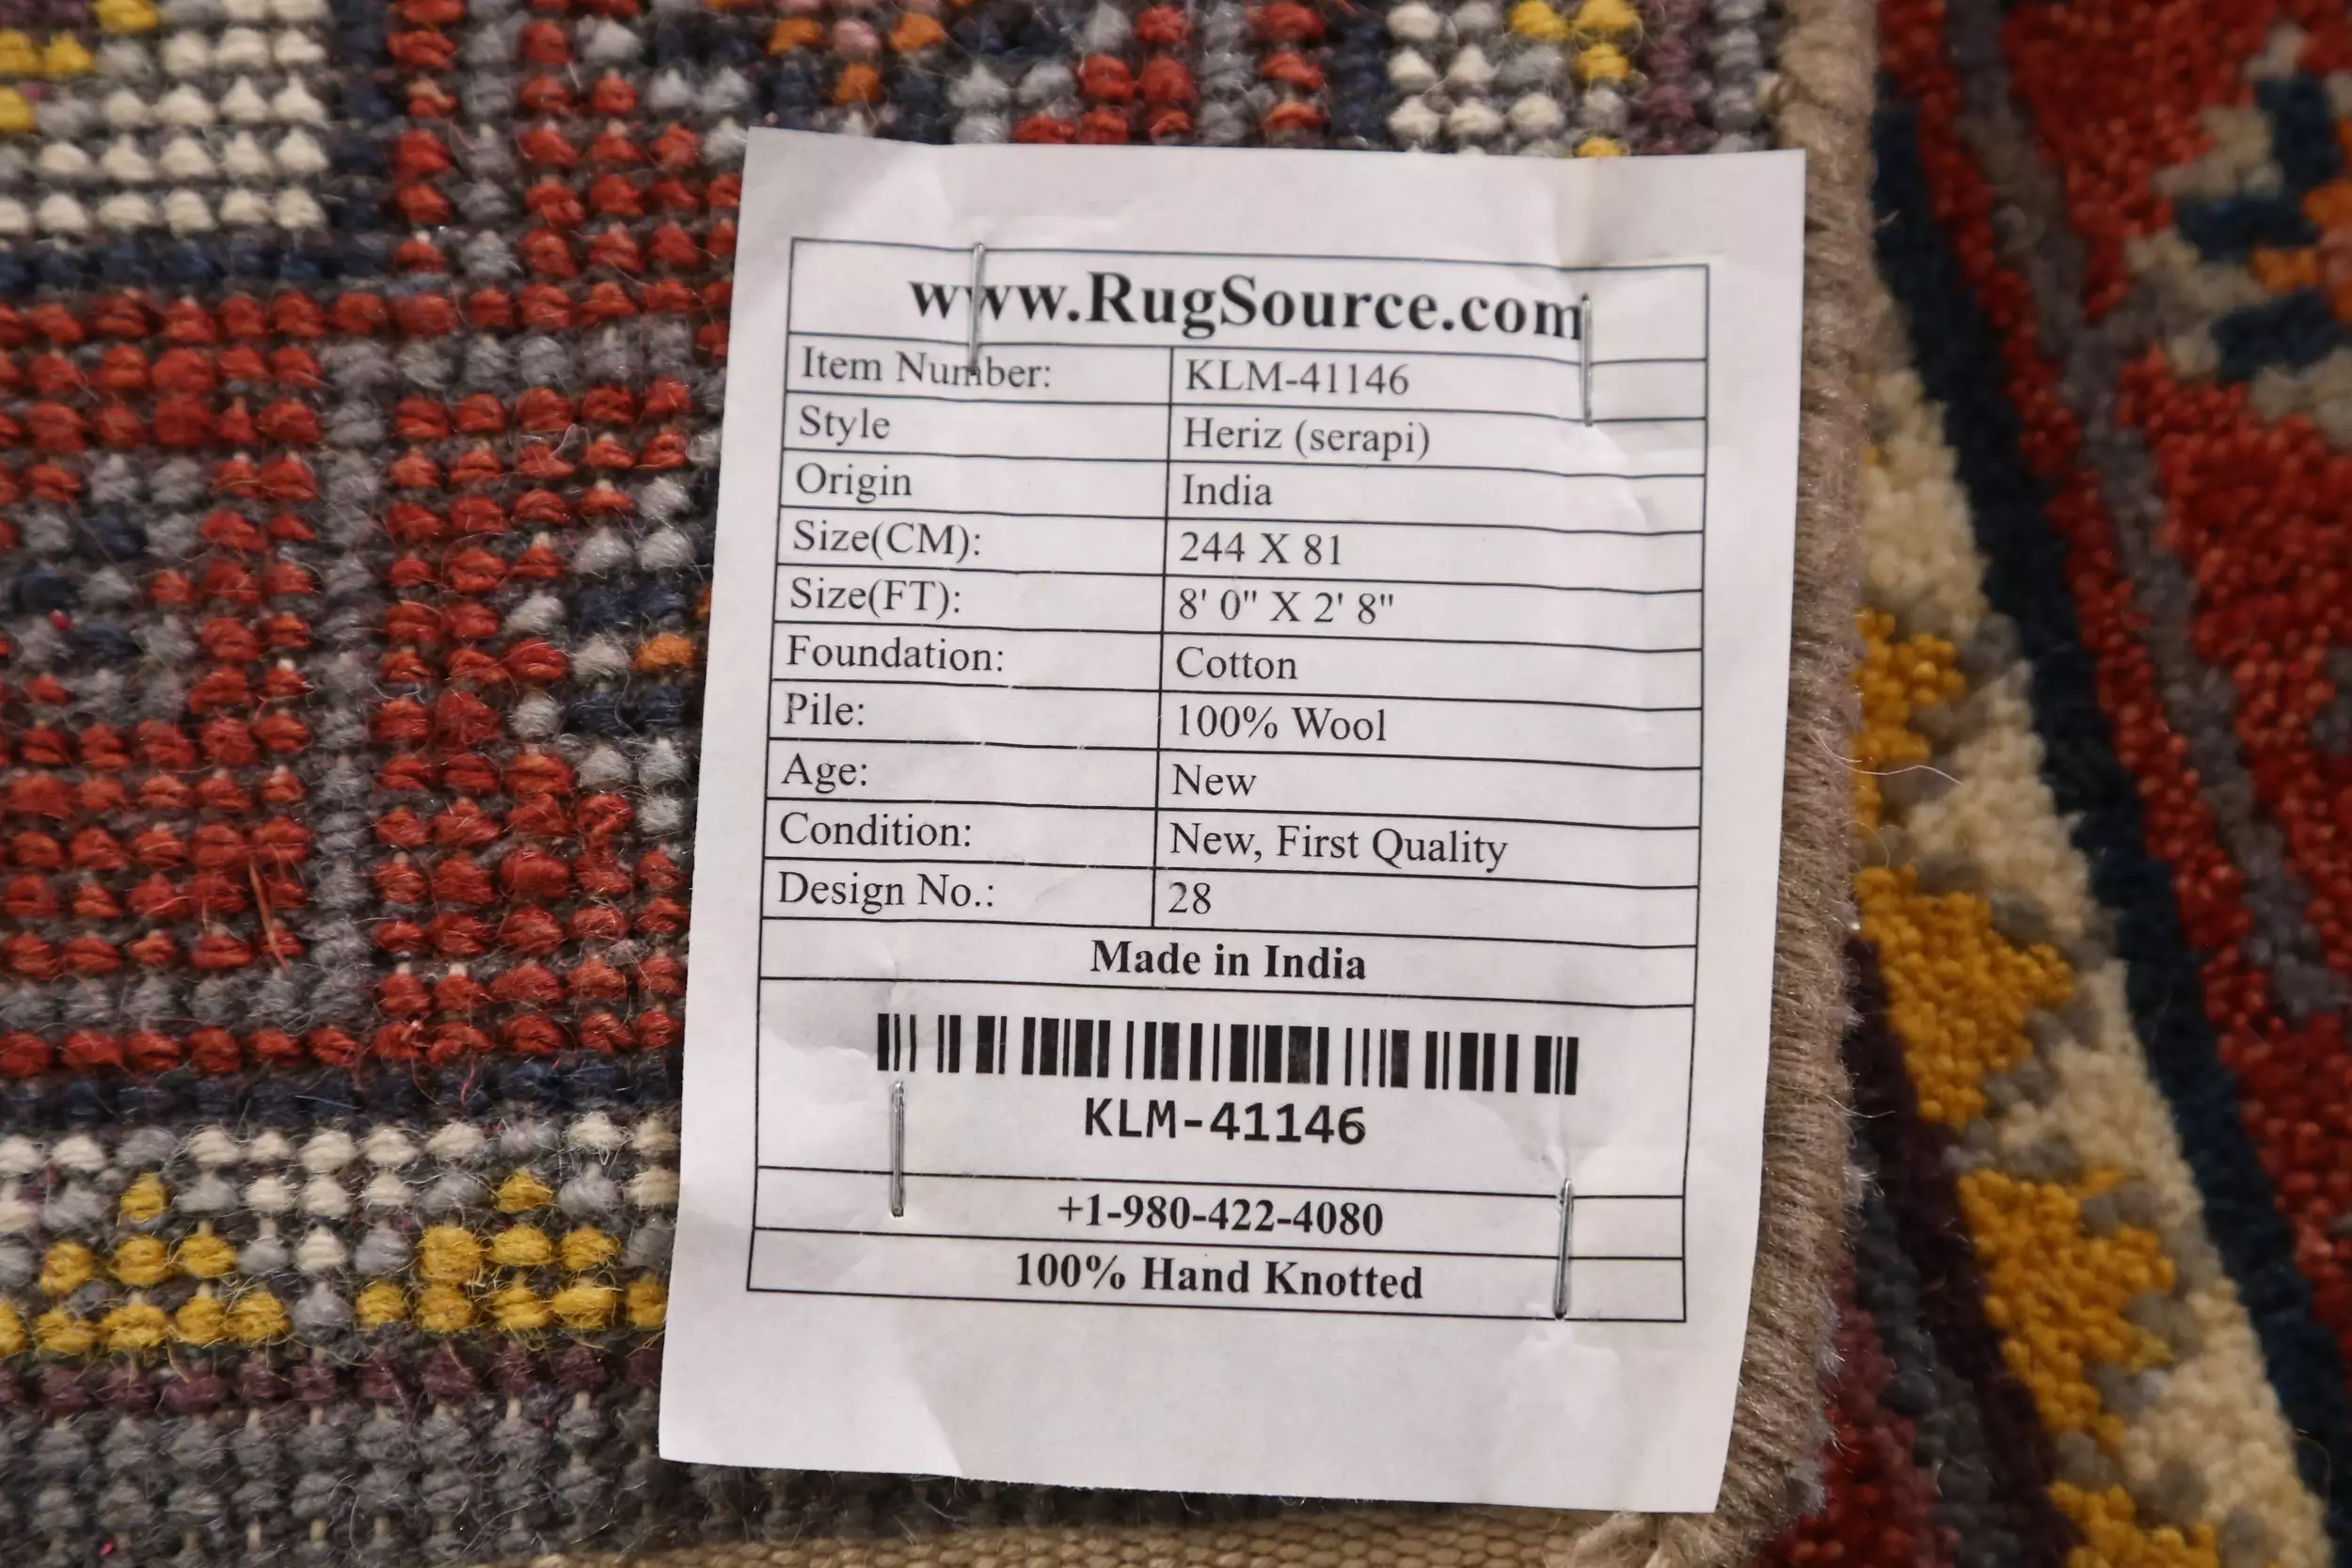 www.RugSource.com
Item Number: KLM-41146
Style Heriz (serapi)
Origin India
Size(CM): 244 X 81
Size(FT): 8' 0" X 2' 8"
Foundation: Cotton
Pile: 100% Wool
Age: New
Condition: New, First Quality
Design No.: 28
Made in India
KLM-41146
+1-980-422-4080
100% Hand Knotted